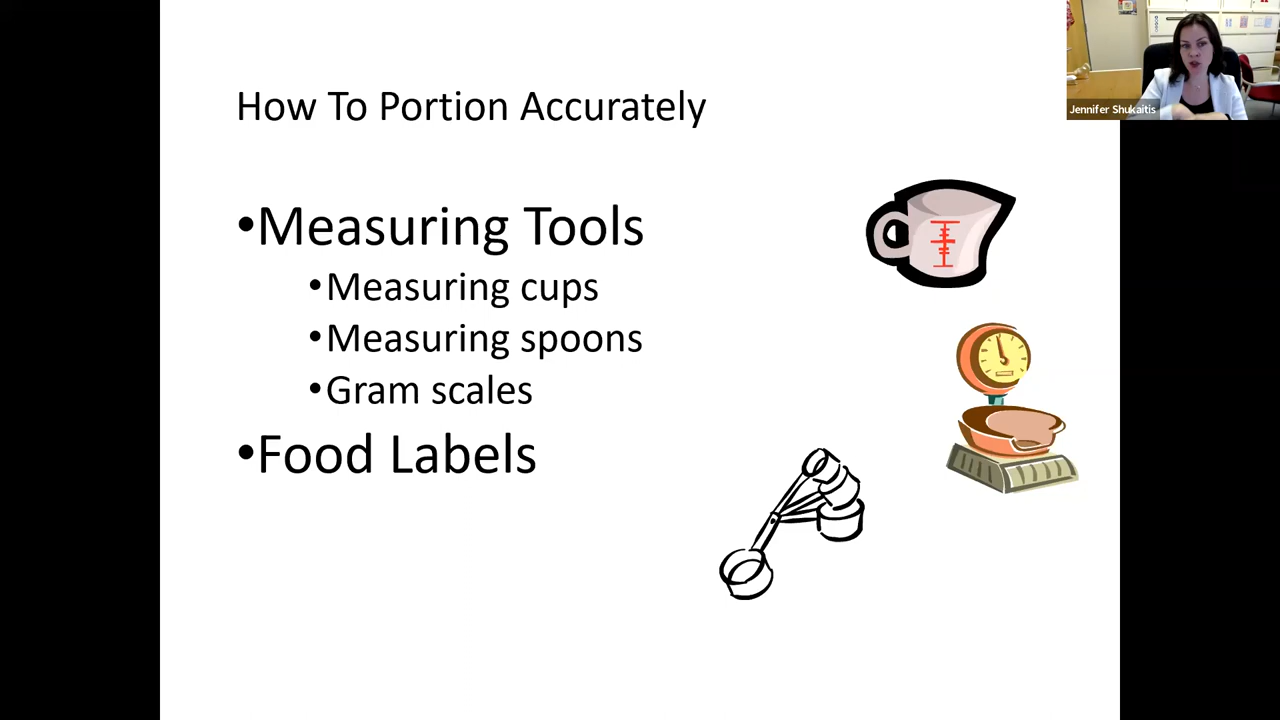 How To Portion Accurately
•Measuring Tools
•Measuring cups
•Measuring spoons
•Gram scales
•Food Labels
Jennifer Shukaitis